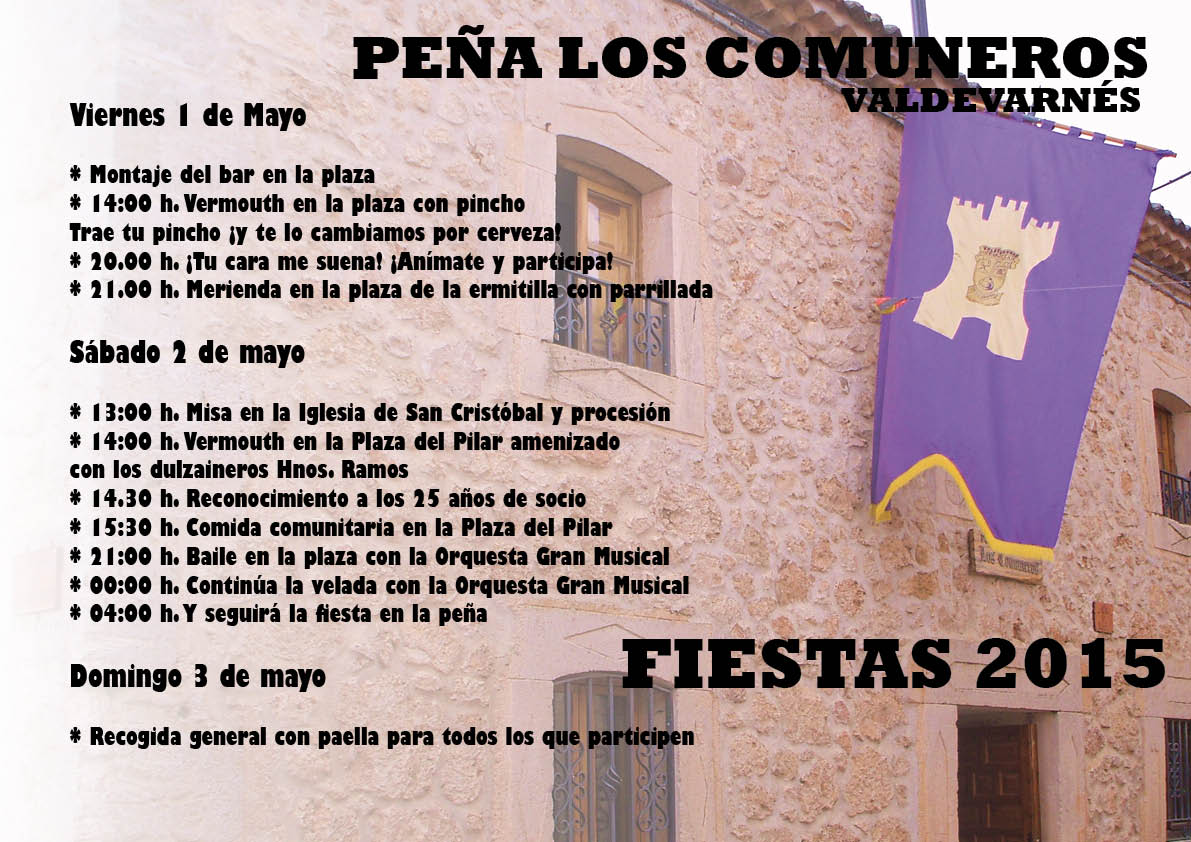 PEÑA LOS COMUNEROS
VALDEVARNÉS
Viernes 1 de Mayo
* Montaje del bar en la plaza
* 14:00 h. Vermouth en la plaza con pincho
Trae tu pincho ¡y te lo cambiamos por cerveza!
* 20.00 h. ¡Tu cara me suena! ¡Anímate y participa!
* 21.00 h. Merienda en la plaza de la ermitilla con parrillada
Sábado 2 de mayo
* 13:00 h. Misa en la Iglesia de San Cristóbal y procesión
* 14:00 h. Vermouth en la Plaza del Pilar amenizado
con los dulzaineros Hnos. Ramos
* 14.30 h. Reconocimiento a los 25 años de socio
* 15:30 h. Comida comunitaria en la Plaza del Pilar
* 21:00 h. Baile en la plaza con la Orquesta Gran Musical
* 00:00 h. Continúa la velada con la Orquesta Gran Musical
* 04:00 h. Y seguirá la fiesta en la peña
Domingo 3 de mayo
* Recogida general con paella para todos los que participen
FIESTAS 2015
Los Comuneros